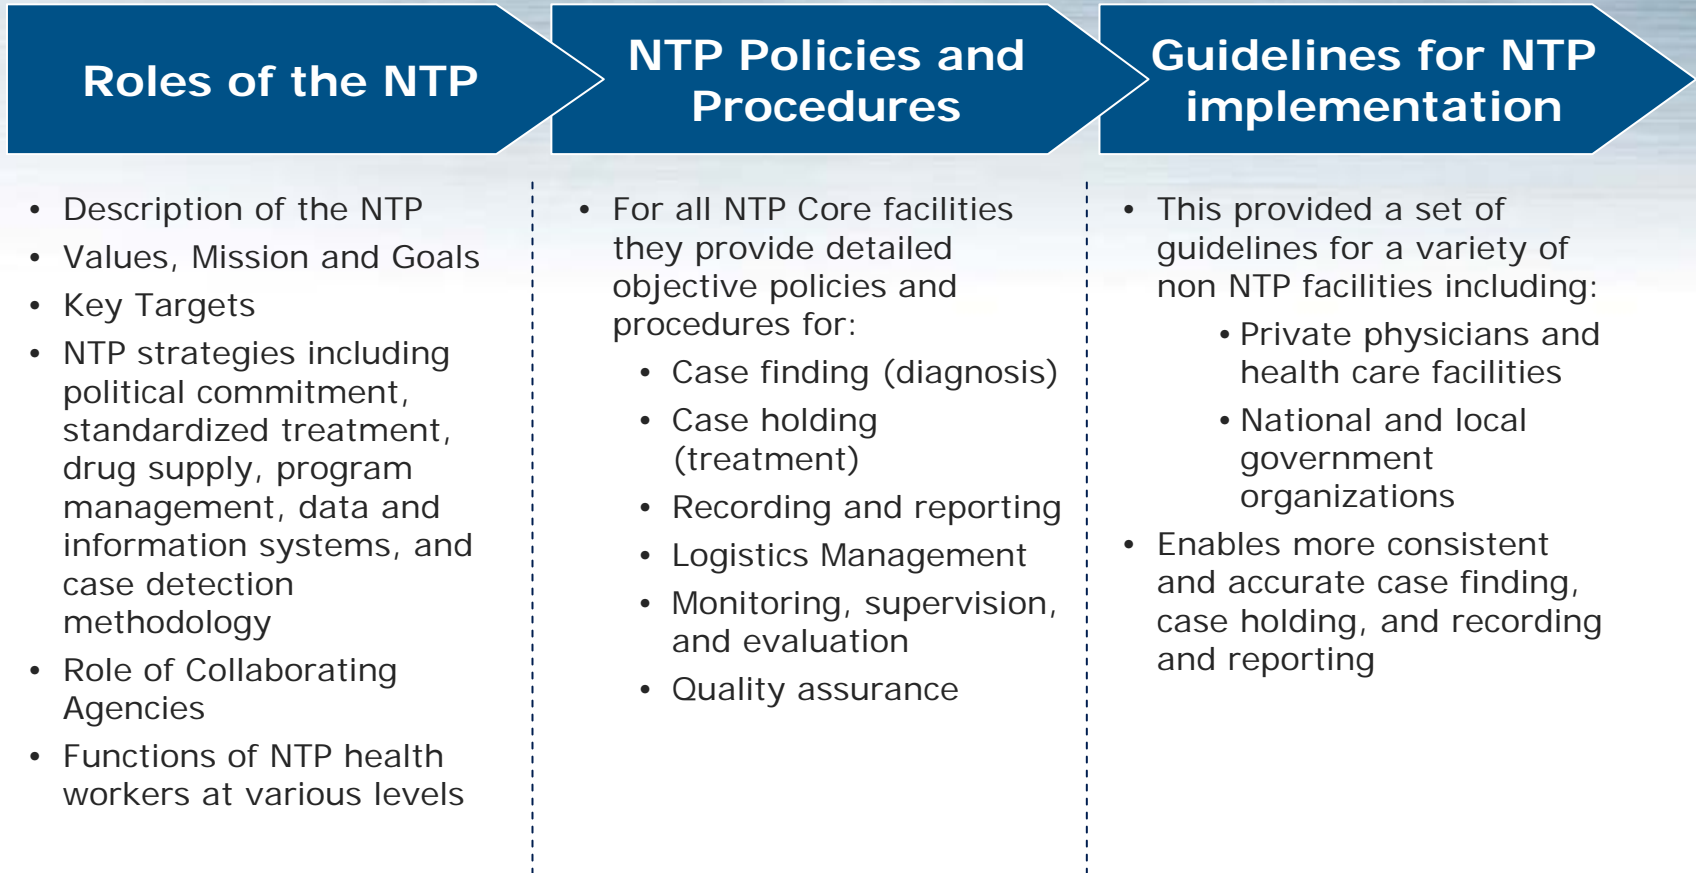 Roles of the NTP
• Description of the NTP
• Values, Mission and Goals
• Key Targets
• NTP strategies including
political commitment,
standardized treatment,
drug supply, program
management, data and
information systems, and
case detection
methodology
• Role of Collaborating
Agencies
• Functions of NTP health
workers at various levels
NTP Policies and
Procedures
• For all NTP Core facilities
they provide detailed
objective policies and
procedures for:
• Case finding (diagnosis)
• Case holding
(treatment)
• Recording and reporting
• Logistics Management
• Monitoring, supervision,
and evaluation
• Quality assurance
Guidelines for NTP
implementation
• This provided a set of
guidelines for a variety of
non NTP facilities including:
• Private physicians and
health care facilities
• National and local
government
organizations
• Enables more consistent
and accurate case finding,
case holding, and recording
and reporting